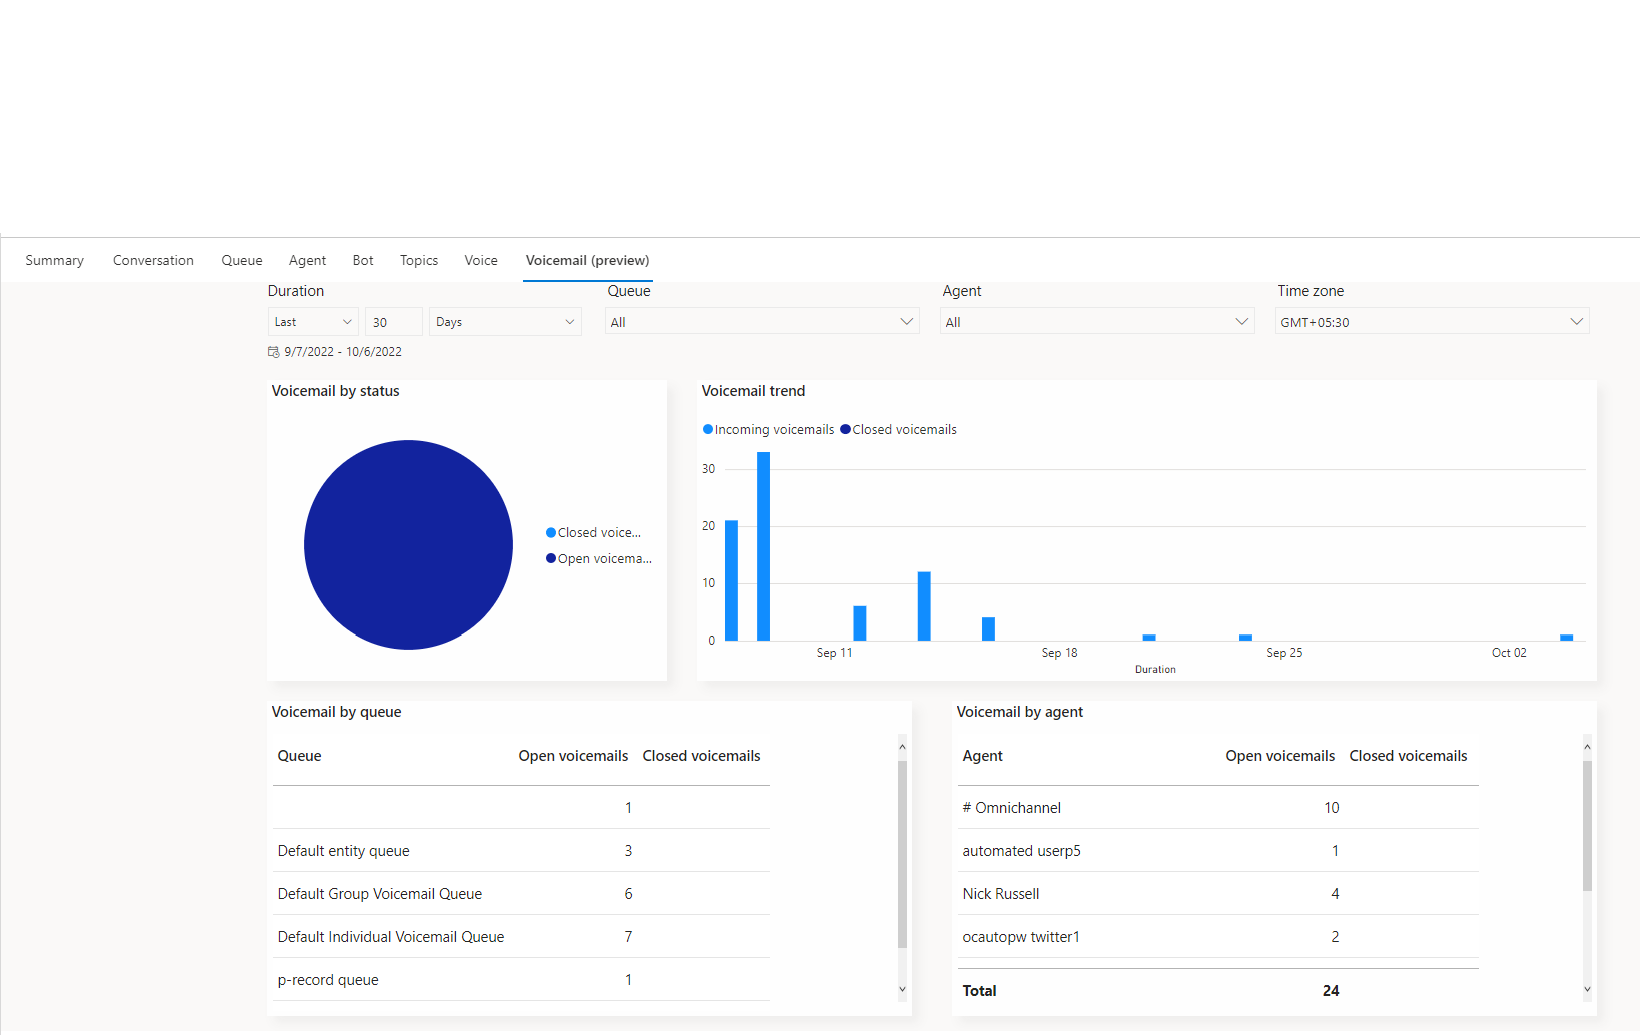 Summary Conversation Queue Agent Bot Topics Voice Voicemail (preview)
Duration Queue Agent Time zone
Last 30 Days All All GMT+05:30
9/7/2022 - 10/6/2022
Voicemail by status
Closed voice...
Open voicema...
Voicemail trend
Incoming voicemails Closed voicemails
30
20
10
0
Sep 11 Sep 18 Sep 25 Oct 02
Duration
Voicemail by queue
Queue Open voicemails Closed voicemails
1
Default entity queue 3
Default Group Voicemail Queue 6
Default Individual Voicemail Queue 7
p-record queue 1
Voicemail by agent
Agent Open voicemails Closed voicemails
# Omnichannel 10
automated userp5 1
Nick Russell 4
ocautopw twitter1 2
Total 24